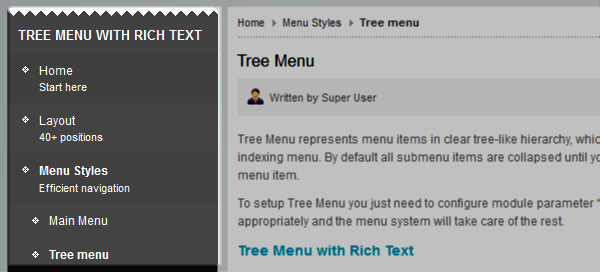 TREE MENU WITH RICH TEXT
Home
Start here
Layout
40+ positions
Menu Styles
Efficient navigation
Main Menu
Tree menu
Home Menu Styles Tree menu
Tree Menu
Written by Super User
Tree Menu represents menu items in clear tree-like hierarchy,
indexing menu. By default all submenu items are collapsed until
menu item.
To setup Tree Menu you just need to configure module parameter "
appropriately and the menu system will take care of the rest.
Tree Menu with Rich Text